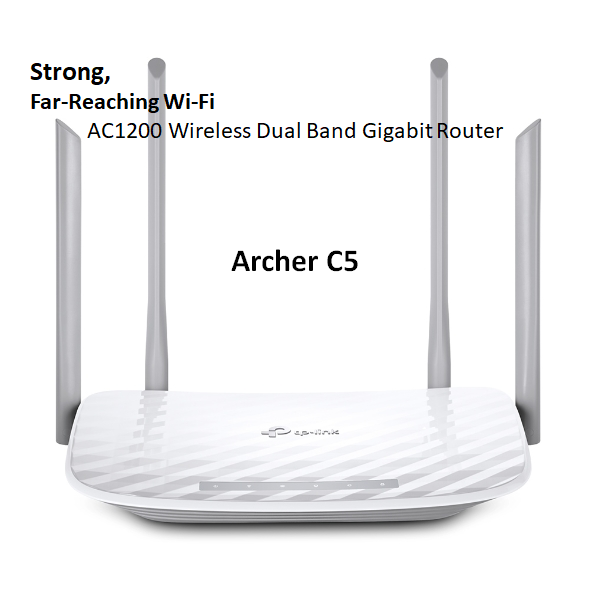 Strong,
Far-Reaching Wi-Fi
AC1200 Wireless Dual Band Gigabit Router
Archer C5
tp-link